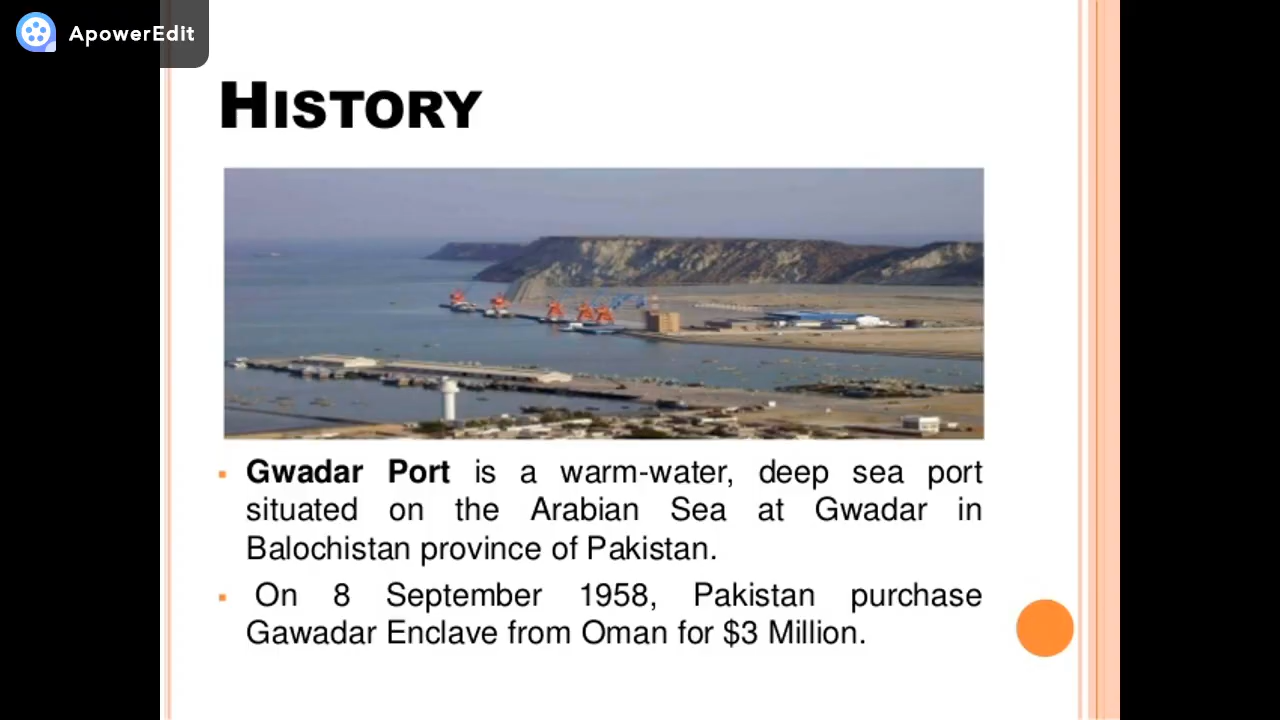 ApowerEdit
HISTORY
Gwadar Port is a warm-water, deep sea port
situated on the Arabian Sea at Gwadar in
Balochistan province of Pakistan.
On 8 September 1958, Pakistan purchase
Gawadar Enclave from Oman for $3 Million.